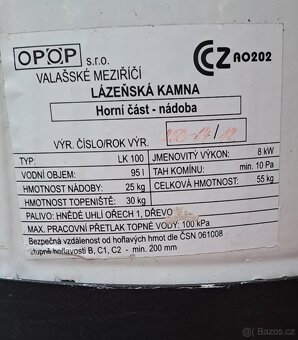 OPOP s.r.o.
VALAŠSKÉ MEZIŘÍČÍ
CZ AO202
LÁZEŇSKÁ KAMNA
Horní část - nádoba
VÝR. ČÍSLO/ROK VÝR.
TYP: LK 100 JMENOVITÝ VÝKON: 8 kW
VODNÍ OBJEM: 95 l TAH KOMÍNU: min. 10 Pa
HMOTNOST NÁDOBY: 25 kg CELKOVÁ HMOTNOST: 55 kg
HMOTNOST TOPENIŠTĚ: 30 kg
PALIVO: HNĚDÉ UHLÍ OŘECH 1, DŘEVO
MAX. PRACOVNÍ PŘETLAK TOPNÉ VODY: 100 kPa
Bezpečná vzdálenost od hořlavých hmot dle ČSN 061008
stupně hořlavosti B, C1, C2 - min. 200 mm
Bazoš.cz